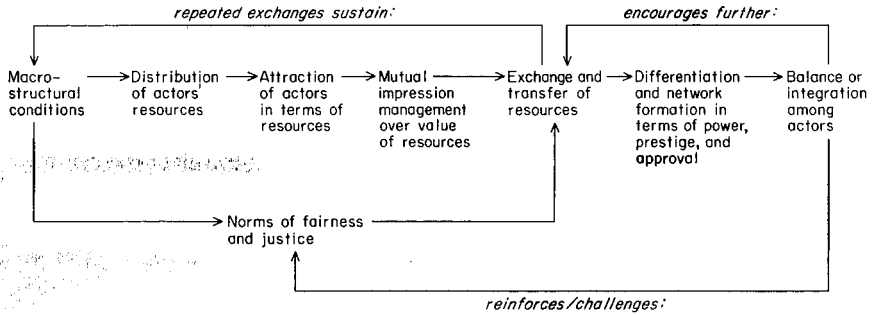 repeated exchanges sustain:
encourages further:
Macro-
structural
conditions
Distribution
of actors'
resources
Attraction
of actors
in terms of
resources
Mutual
impression
management
over value
of resources
Exchange and
transfer of
resources
Differentiation
and network
formation in
terms of power,
prestige, and
approval
Balance or
integration
among
actors
Norms of fairness
and justice
reinforces/challenges: